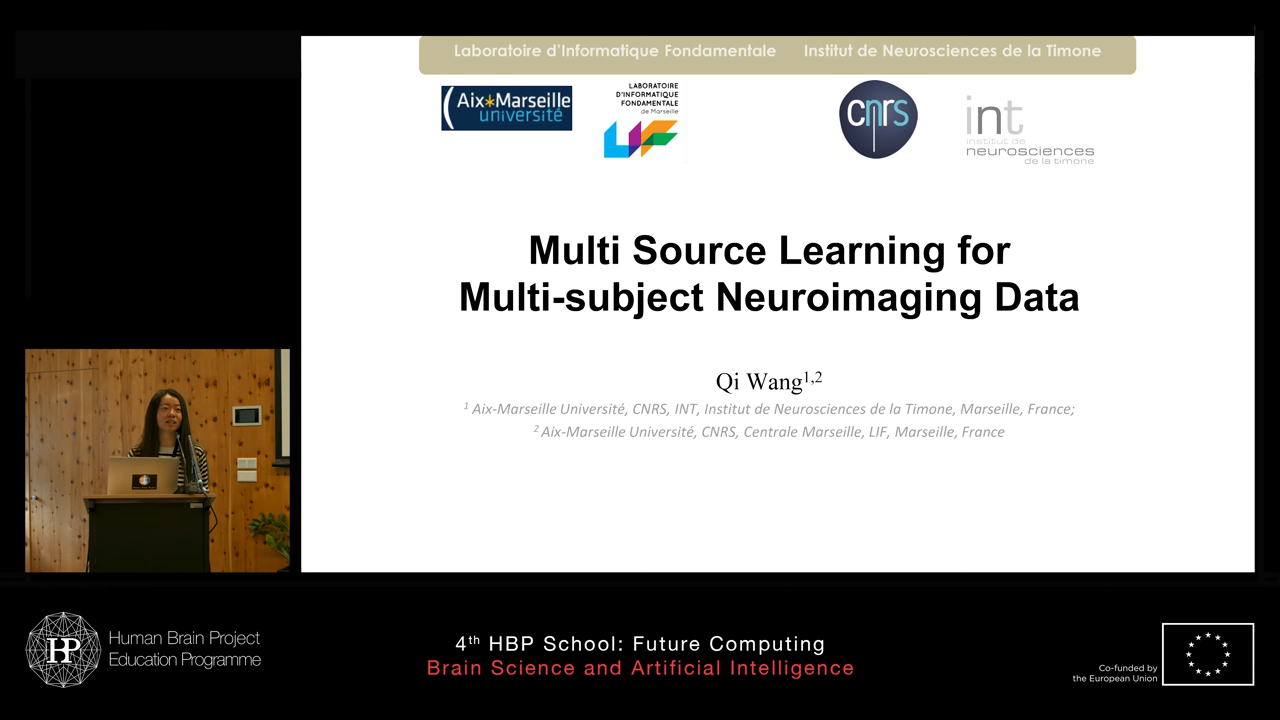 Laboratoire d'Informatique Fondamentale Institut de Neurosciences de la Timone
Aix*Marseille
université
LABORATOIRE
D'INFORMATIQUE
FONDAMENTALE
de Marseille
LIF
cnrs
int
institut de
neurosciences
de la timone
Multi Source Learning for
Multi-subject Neuroimaging Data
Qi Wang1,2
1 Aix-Marseille Université, CNRS, INT, Institut de Neurosciences de la Timone, Marseille, France;
2 Aix-Marseille Université, CNRS, Centrale Marseille, LIF, Marseille, France
HP
Human Brain Project
Education Programme
4th HBP School: Future Computing
Brain Science and Artificial Intelligence
Co-funded by
the European Union